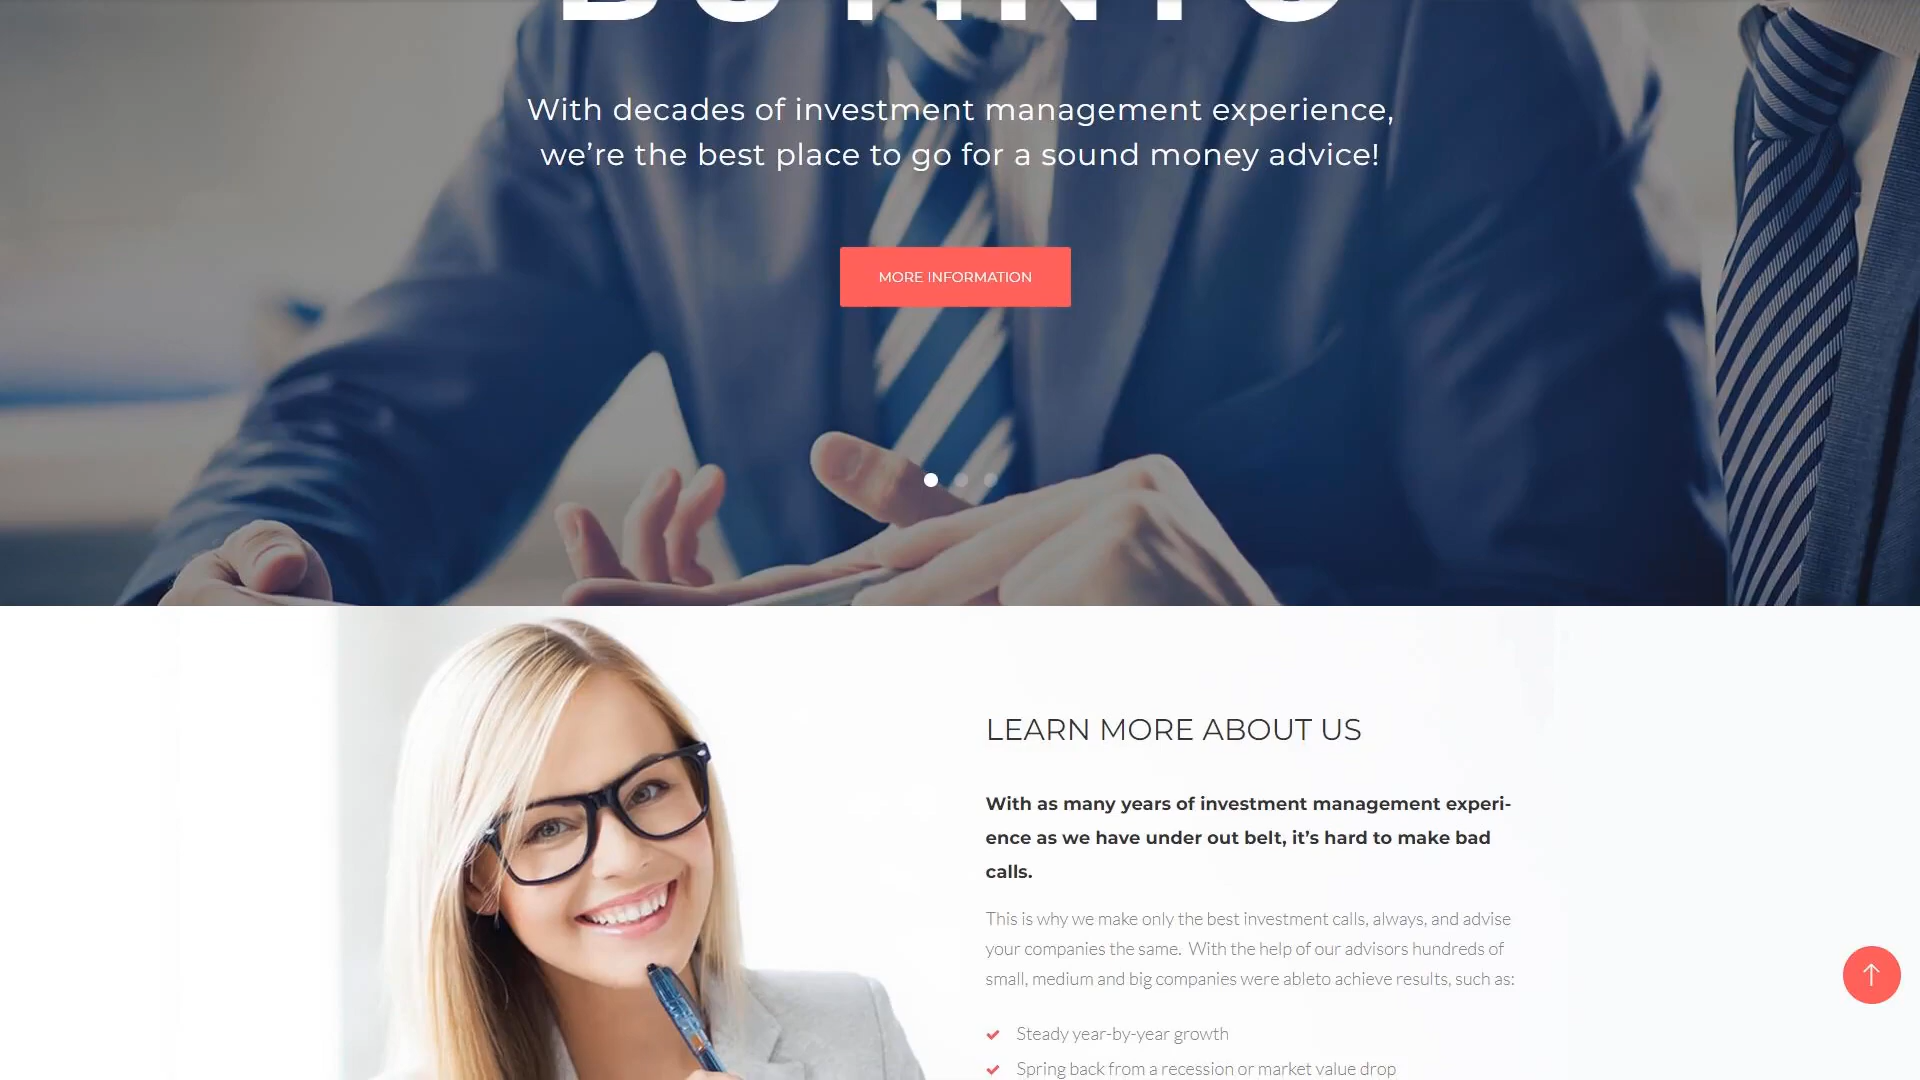 With decades of investment management experience,
we’re the best place to go for a sound money advice!
MORE INFORMATION
LEARN MORE ABOUT US
With as many years of investment management experi-
ence as we have under out belt, it’s hard to make bad
calls.
This is why we make only the best investment calls, always, and advise
your companies the same. With the help of our advisors hundreds of
small, medium and big companies were ableto achieve results, such as:
Steady year-by-year growth
Spring back from a recession or market value drop